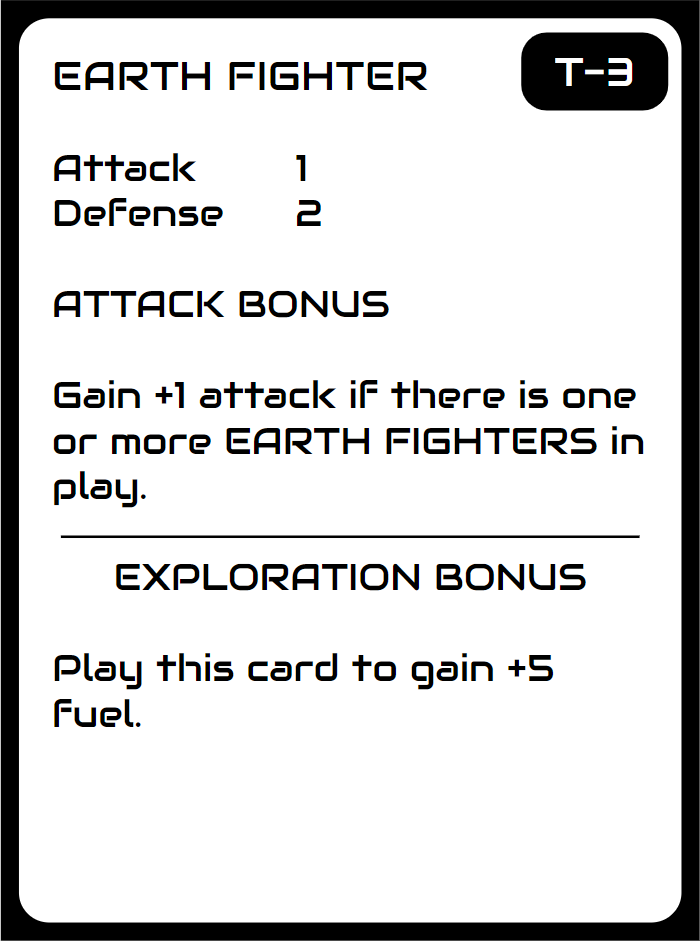 EARTH FIGHTER
T-3
Attack 1
Defense 2
ATTACK BONUS
Gain +1 attack if there is one
or more EARTH FIGHTERS in
play.
EXPLORATION BONUS
Play this card to gain +5
fuel.